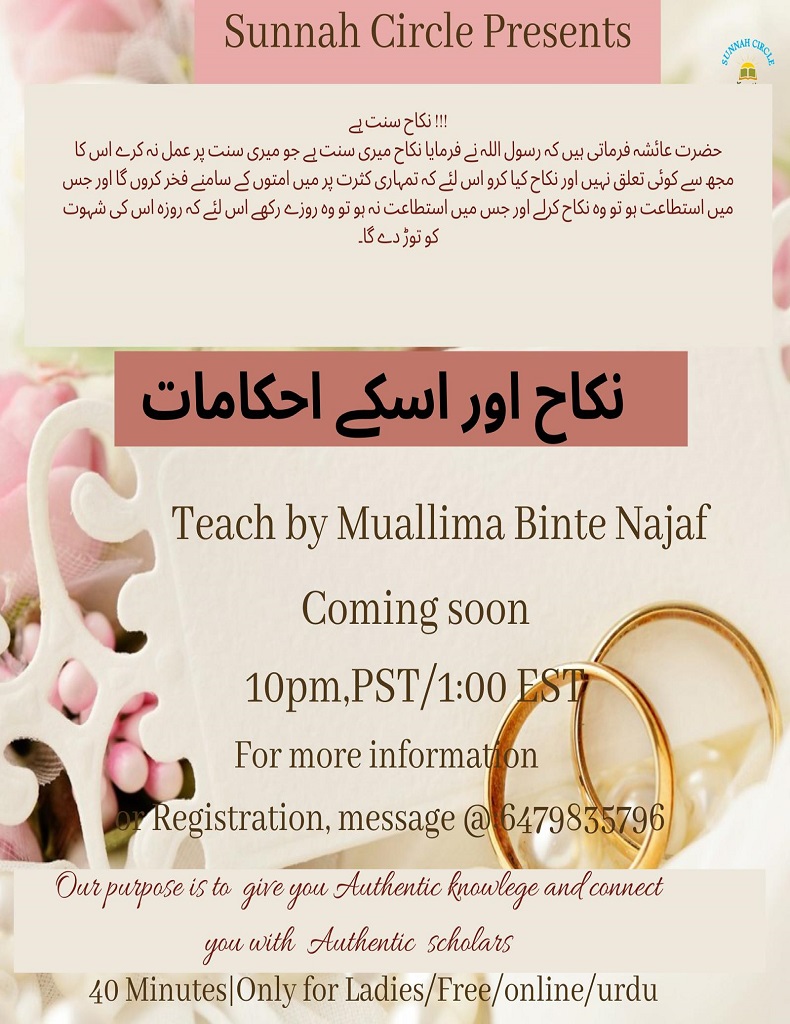 Sunnah Circle Presents
SUNNAH CIRCLE
!!! نکاح سنت ہے
حضرت عائشہ فرماتی ہیں کہ رسول اللہ نے فرمایا نکاح میری سنت ہے جو میری سنت پر عمل نہ کرے اس کا
مجھ سے کوئی تعلق نہیں اور نکاح کیا کرو اس لئے کہ تمہاری کثرت پر میں امتوں کے سامنے فخر کروں گا اور جس
میں استطاعت ہو تو وہ نکاح کرلے اور جس میں استطاعت نہ ہو تو وہ روزے رکھے اس لئے کہ روزہ اس کی شہوت
کو توڑ دے گا۔
نکاح اور اسکے احکامات
Teach by Muallima Binte Najaf
Coming soon
10pm,PST/1:00 EST
For more information
or Registration, message @ 6479835796
Our purpose is to give you Authentic knowlege and connect
you with Authentic scholars
40 Minutes|Only for Ladies/Free/online/urdu